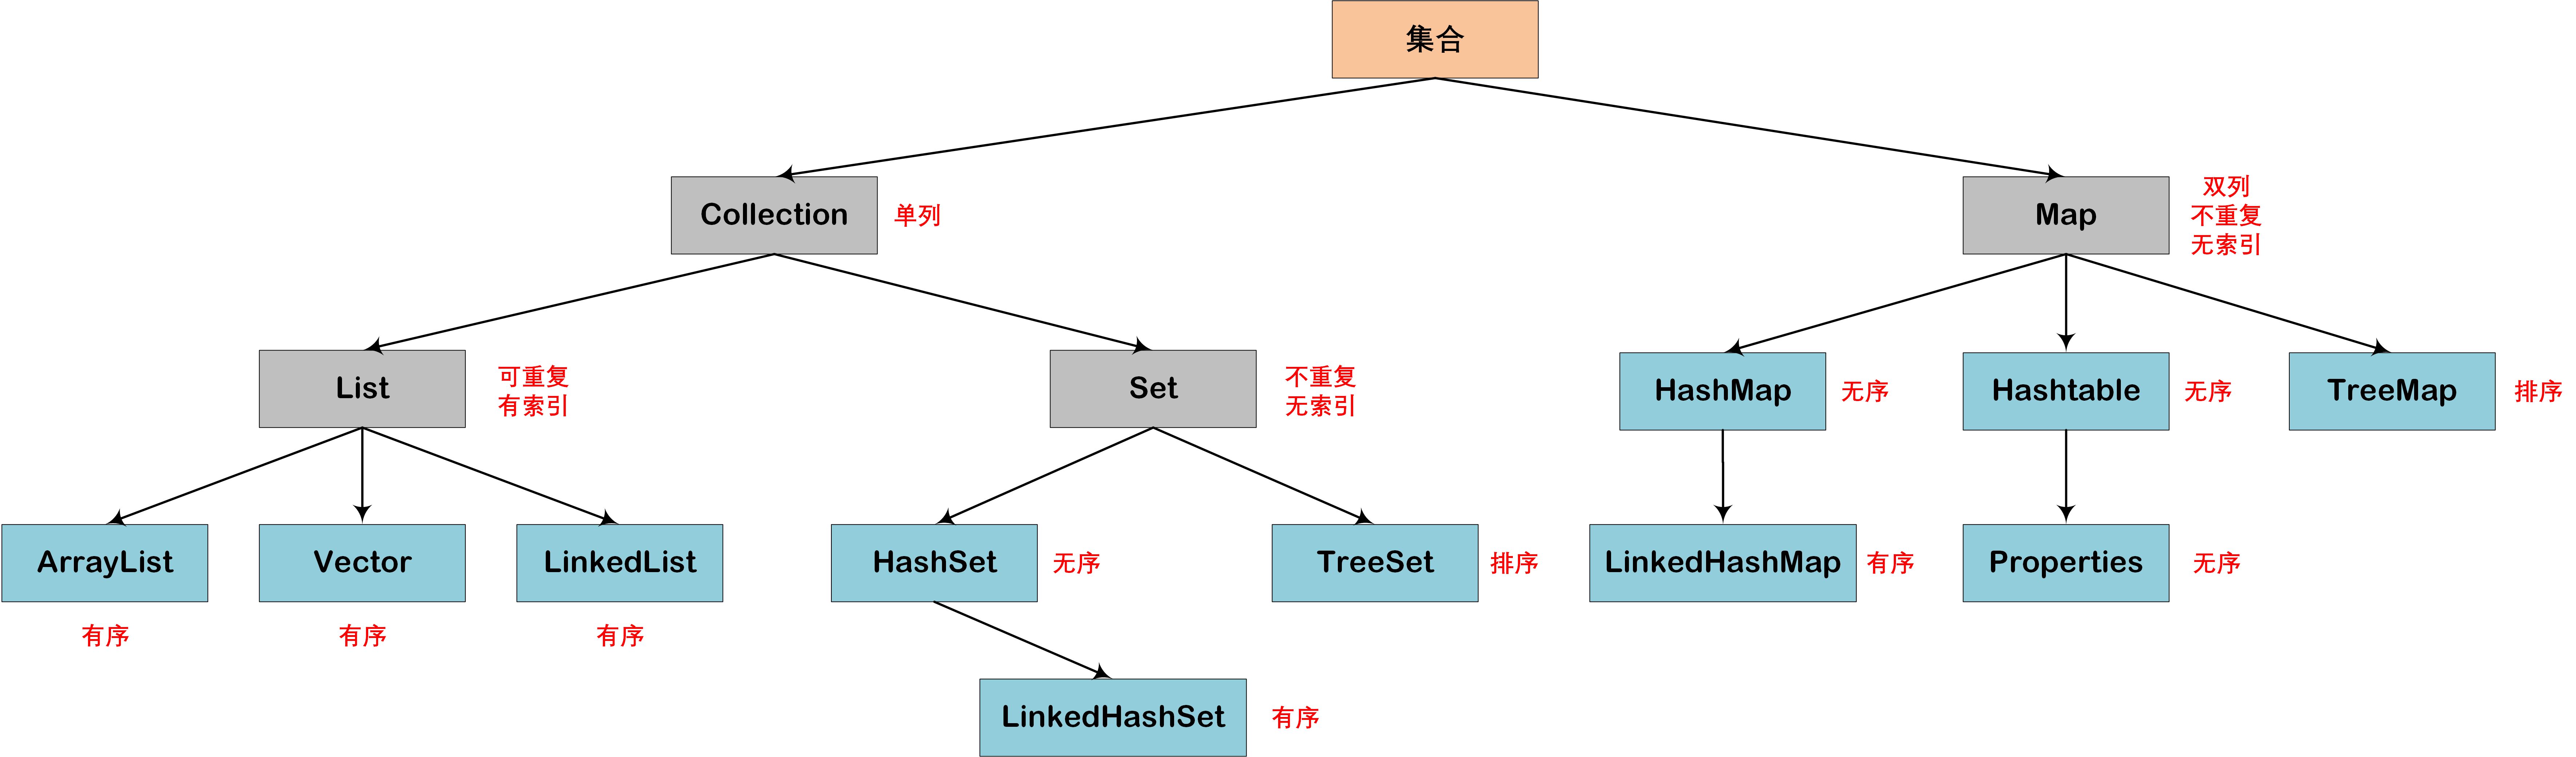 集合
Collection
单列
Map
双列
不重复
无索引
List
可重复
有索引
Set
不重复
无索引
HashMap
无序
Hashtable
无序
TreeMap
排序
ArrayList
有序
Vector
有序
LinkedList
有序
HashSet
无序
TreeSet
排序
LinkedHashMap
有序
Properties
无序
LinkedHashSet
有序